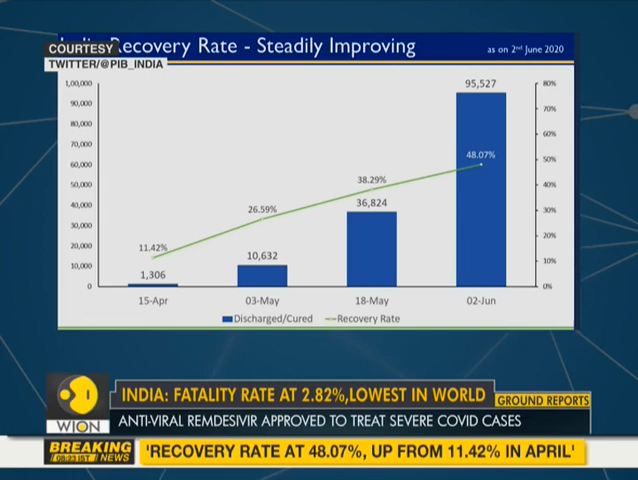 COURTESY
TWITTER/@PIB_INDIA
Recovery Rate - Steadily Improving
as on 2nd June 2020
1,00,000
90,000
80,000
70,000
60,000
50,000
40,000
30,000
20,000
10,000
0
80%
70%
60%
50%
40%
30%
20%
10%
0%
11.42%
1,306
26.59%
10,632
38.29%
36,824
95,527
48.07%
15-Apr 03-May 18-May 02-Jun
Discharged/Cured Recovery Rate
INDIA: FATALITY RATE AT 2.82%,LOWEST IN WORLD
GROUND REPORTS
WION
ANTI-VIRAL REMDESIVIR APPROVED TO TREAT SEVERE COVID CASES
BREAKING
NEWS
'RECOVERY RATE AT 48.07%, UP FROM 11.42% IN APRIL'